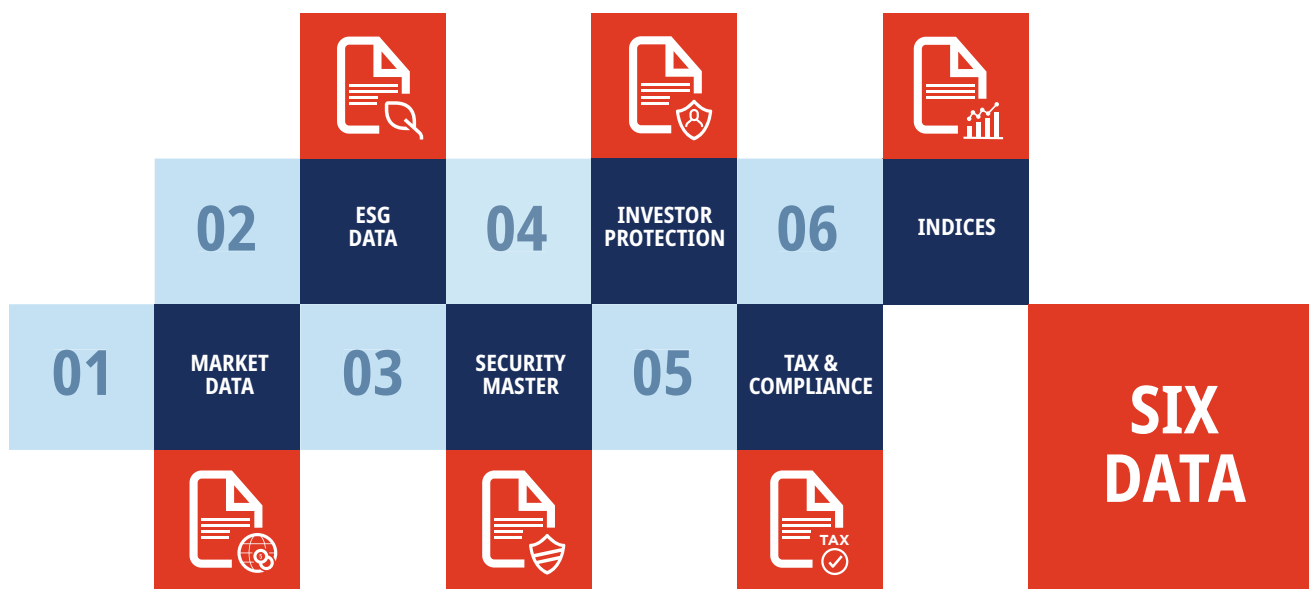 01
MARKET
DATA
02
ESG
DATA
03
SECURITY
MASTER
04
INVESTOR
PROTECTION
05
TAX &
COMPLIANCE
TAX
06
INDICES
SIX
DATA